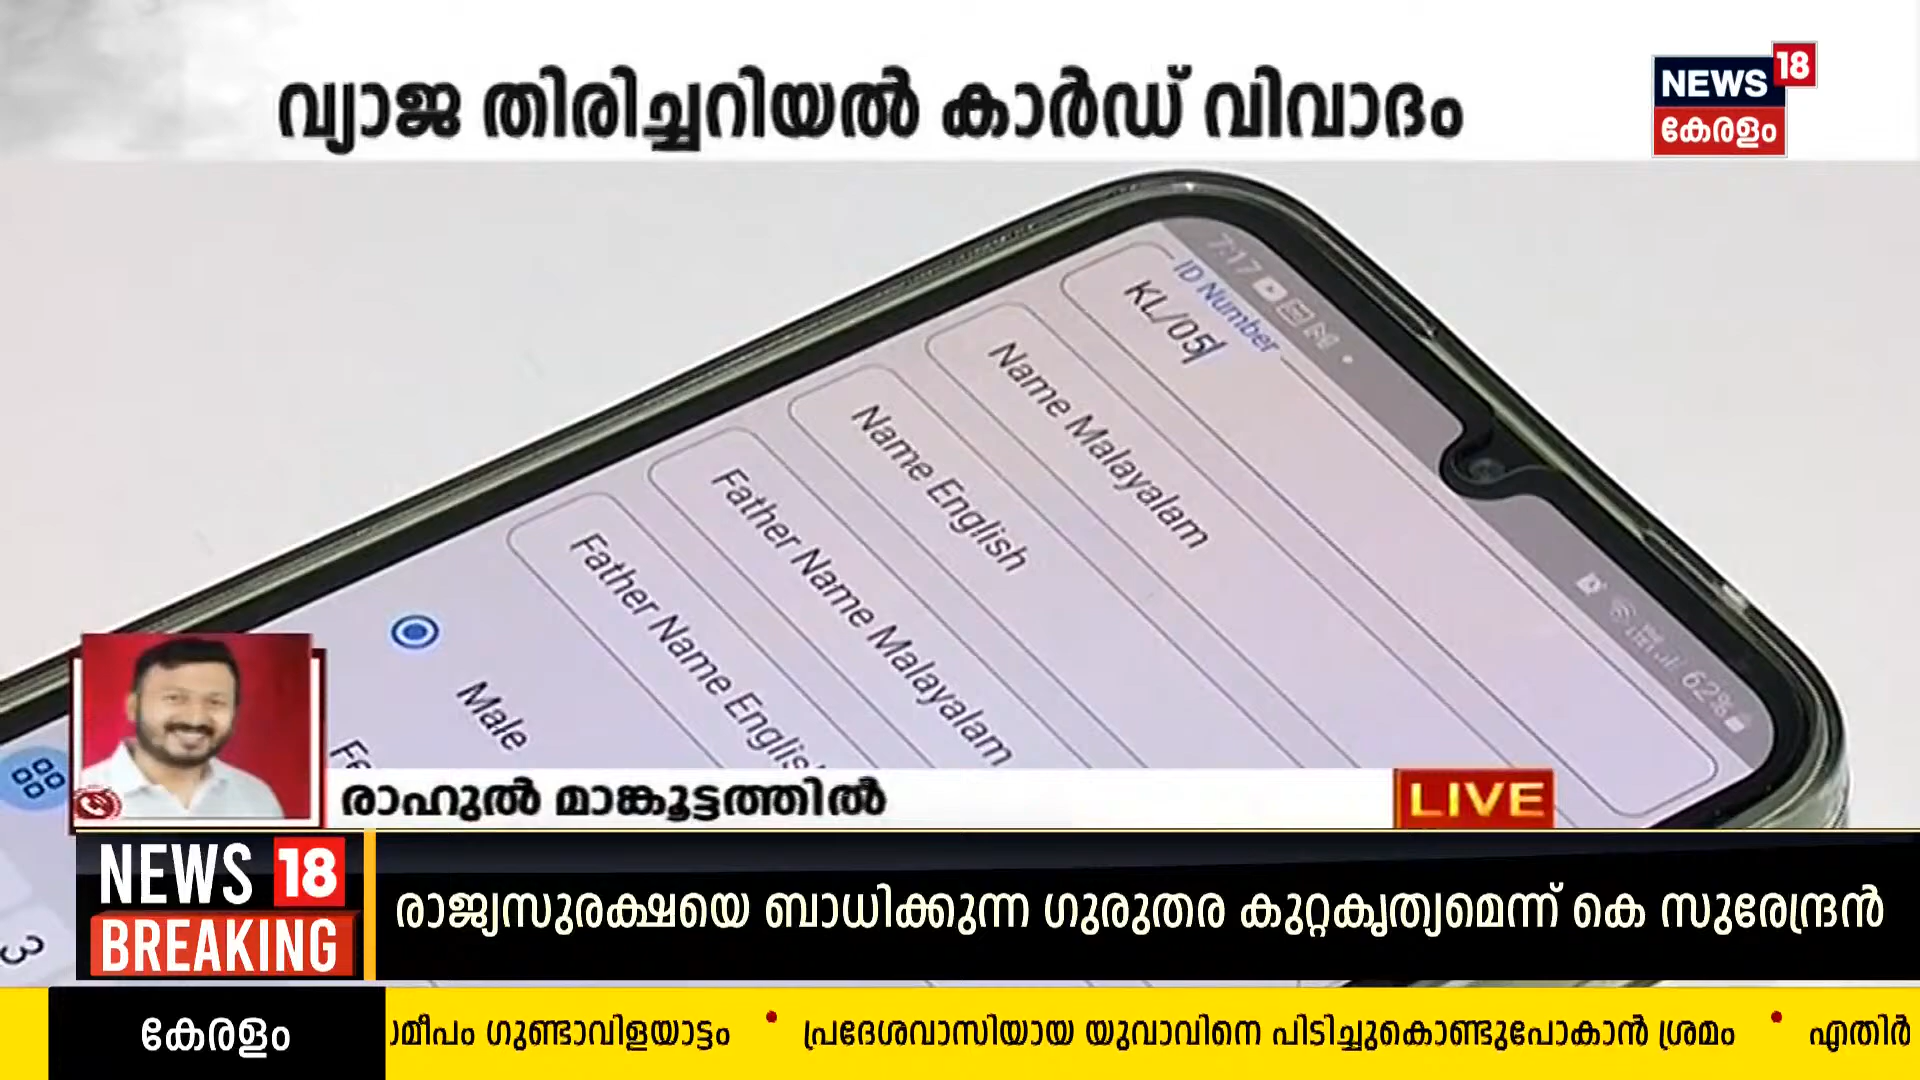 വ്യാജ തിരിച്ചറിയൽ കാർഡ് വിവാദം
NEWS 18
കേരളം
7:17
62%
ID Number
KL/05
Name Malayalam
Name English
Father Name Malayalam
Father Name English
Male
3
രാഹുൽ മാങ്കൂട്ടത്തിൽ
LIVE
NEWS 18
BREAKING
രാജ്യസുരക്ഷയെ ബാധിക്കുന്ന ഗുരുതര കുറ്റകൃത്യമെന്ന് കെ സുരേന്ദ്രൻ
കേരളം
ഗുണ്ടാവിളയാട്ടം • പ്രദേശവാസിയായ യുവാവിനെ പിടിച്ചുകൊണ്ടുപോകാൻ ശ്രമം • എതിർ